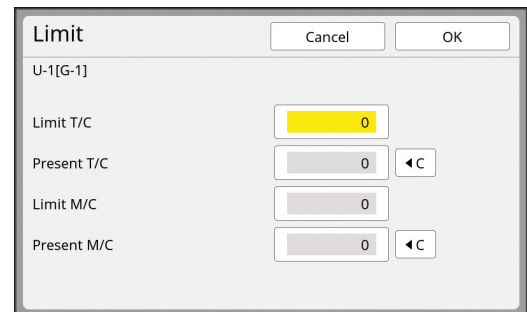 Limit Cancel OK
U-1[G-1]
Limit T/C 0
Present T/C 0 ◀C
Limit M/C 0
Present M/C 0 ◀C